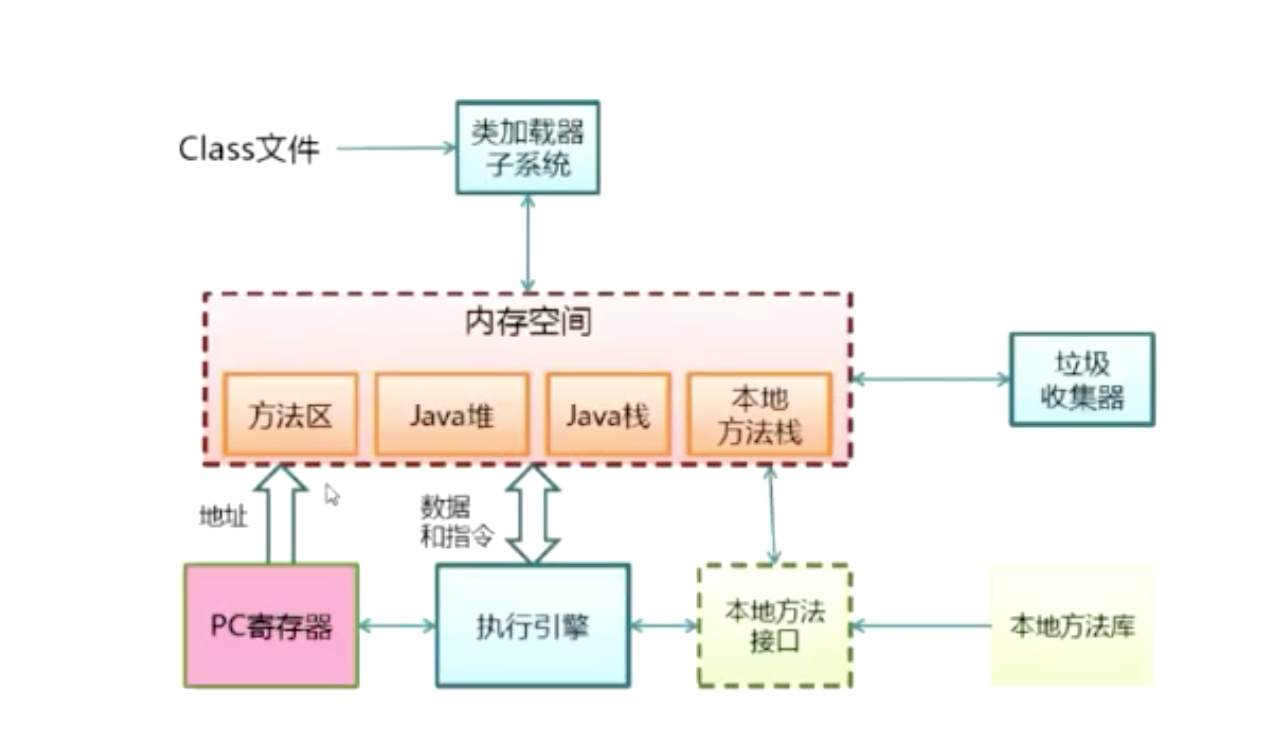 Class文件
类加载器
子系统
内存空间
方法区
Java堆
Java栈
本地
方法栈
垃圾
收集器
地址
数据
和指令
PC寄存器
执行引擎
本地方法
接口
本地方法库